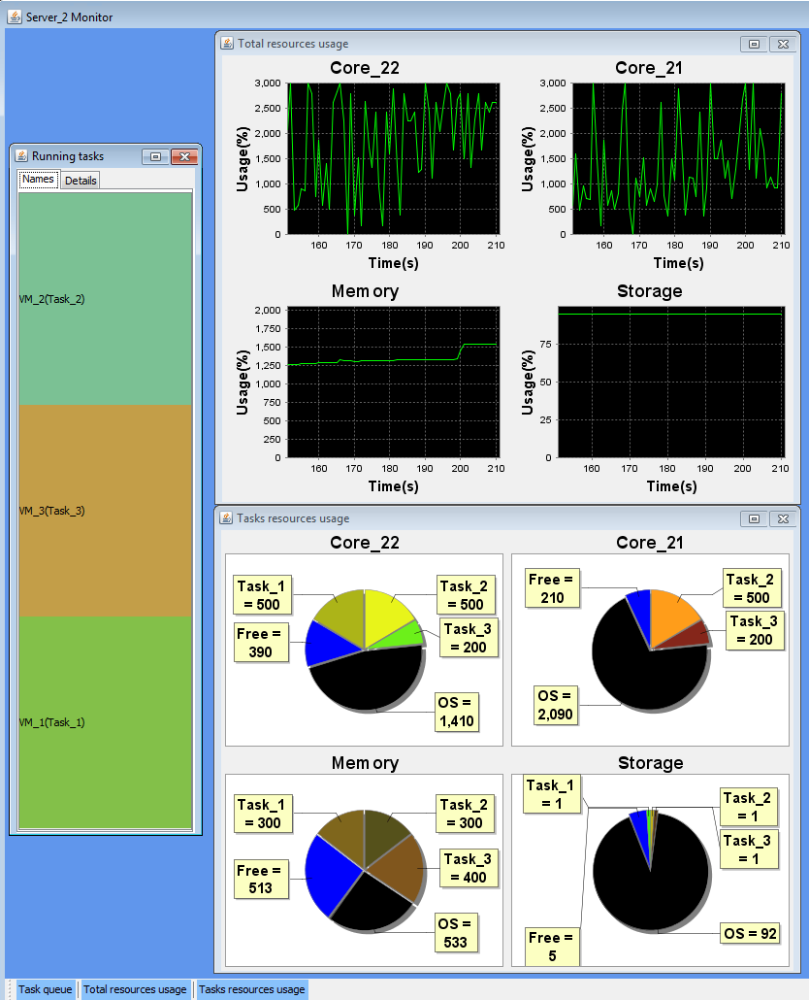 Server_2 Monitor
Running tasks
Names Details
VM_2(Task_2)
VM_3(Task_3)
VM_1(Task_1)
Total resources usage
Core_22
Usage(%)
3,000
2,500
2,000
1,500
1,000
500
0
160 170 180 190 200 210
Time(s)
Core_21
Usage(%)
3,000
2,500
2,000
1,500
1,000
500
0
160 170 180 190 200 210
Time(s)
Memory
Usage(%)
2,000
1,750
1,500
1,250
1,000
750
500
250
0
160 170 180 190 200 210
Time(s)
Storage
Usage(%)
75
50
25
0
160 170 180 190 200 210
Time(s)
Tasks resources usage
Core_22
Task_1
= 500
Task_2
= 500
Free =
390
Task_3
= 200
OS =
1,410
Core_21
Free =
210
Task_2
= 500
Task_3
= 200
OS =
2,090
Memory
Task_1
= 300
Task_2
= 300
Free =
513
Task_3
= 400
OS =
533
Storage
Task_1
= 1
Task_2
= 1
Task_3
= 1
Free =
5
OS = 92
Task queue Total resources usage Tasks resources usage